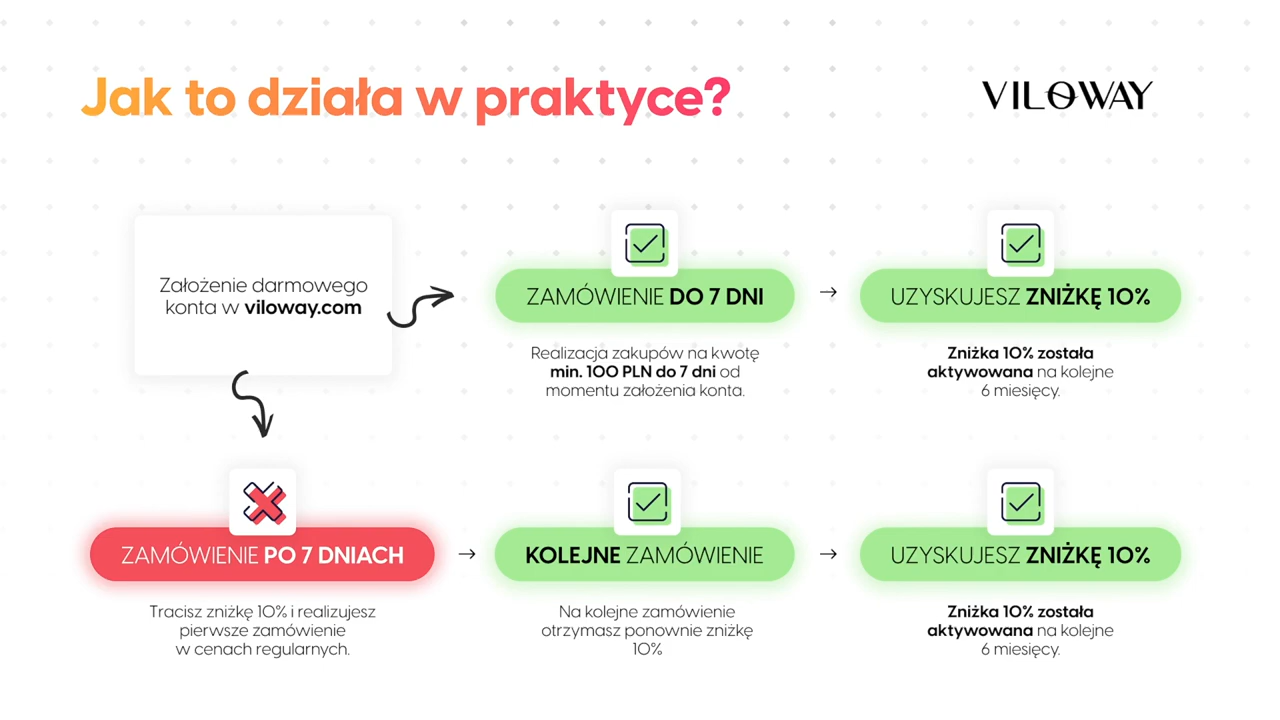 Jak to działa w praktyce?
VILOWAY
Założenie darmowego
konta w viloway.com
ZAMÓWIENIE DO 7 DNI
Realizacja zakupów na kwotę
min. 100 PLN do 7 dni od
momentu założenia konta.
UZYSKUJESZ ZNIŻKĘ 10%
Zniżka 10% została
aktywowana na kolejne
6 miesięcy.
ZAMÓWIENIE PO 7 DNIACH
Tracisz zniżkę 10% i realizujesz
pierwsze zamówienie
w cenach regularnych.
KOLEJNE ZAMÓWIENIE
Na kolejne zamówienie
otrzymasz ponownie zniżkę
10%
UZYSKUJESZ ZNIŻKĘ 10%
Zniżka 10% została
aktywowana na kolejne
6 miesięcy.